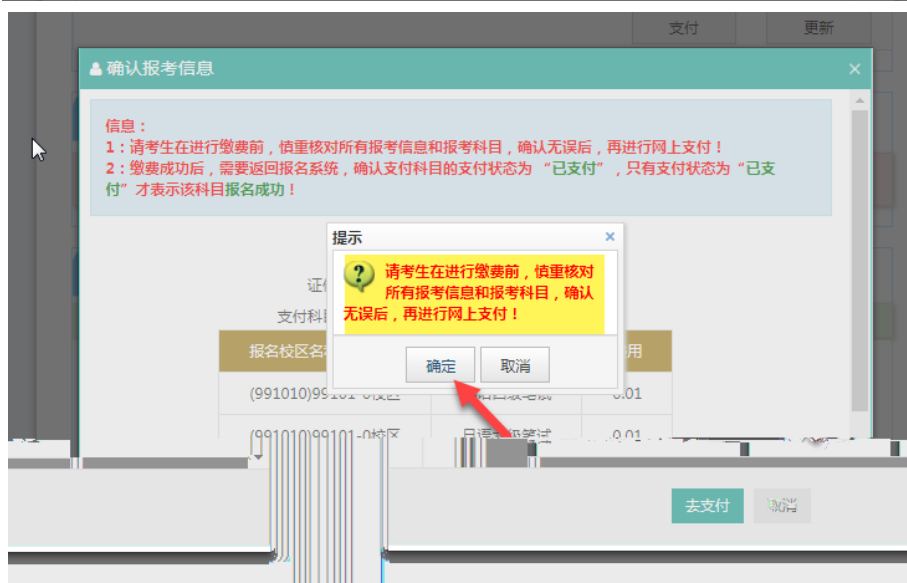 支付 更新
确认报考信息 ×
信息：
1：请考生在进行缴费前，慎重核对所有报考信息和报考科目，确认无误后，再进行网上支付！
2：缴费成功后，需要返回报名系统，确认支付科目的支付状态为 “已支付” ，只有支付状态为“已支
付” 才表示该科目报名成功！
提示 ×
请考生在进行缴费前，慎重核对
所有报考信息和报考科目，确认
无误后，再进行网上支付！
支付科
报名校区名 用
确定 取消
(991010)99101-0校区 0.01
(991010)99101-0校区 0.01
去支付 取消